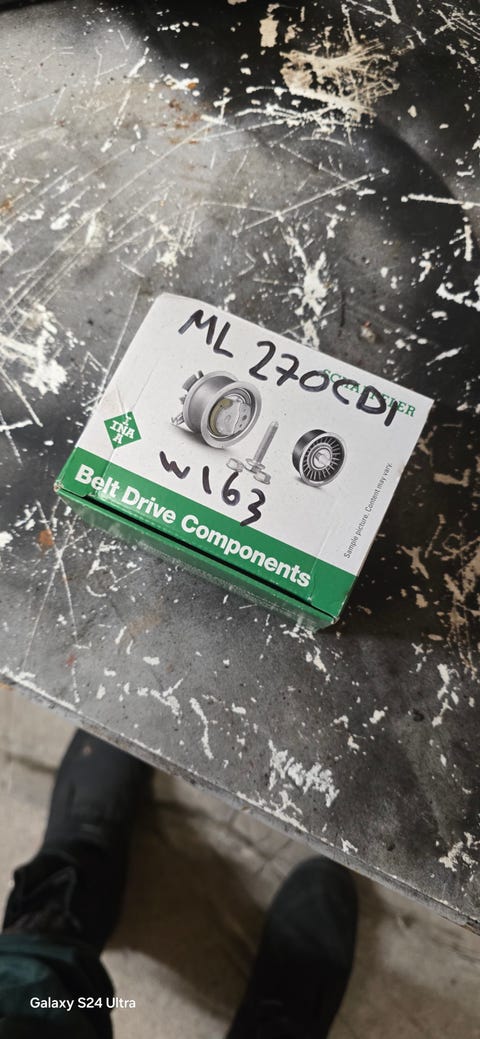 ML 270CDI
SCHAEFFLER
INA
W163
Belt Drive Components
Sample picture. Content may vary.
Galaxy S24 Ultra